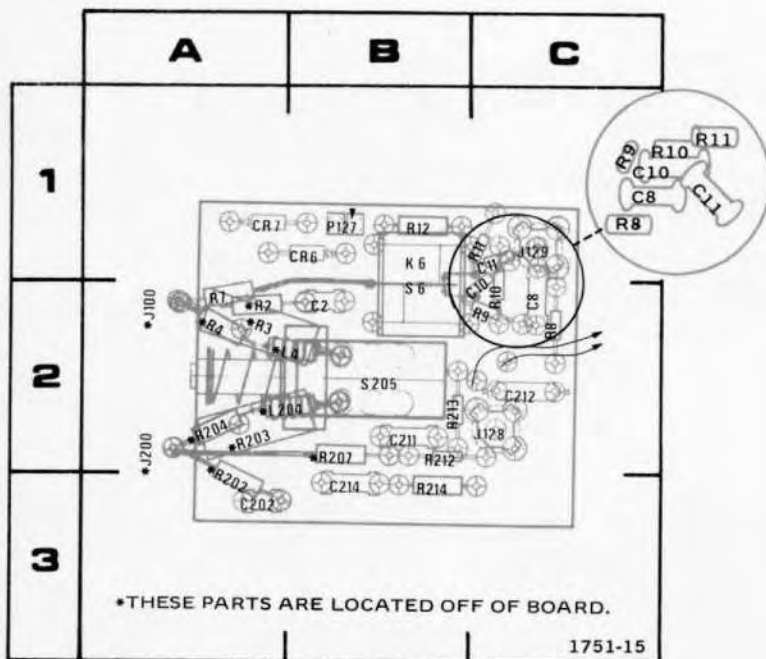 A B C
R11
R9 R10
1 C10
C8 C11
R8
CR7 P127 R12
R11 J129
CR6 K6 C11
S6 C10 R10 C8
R1 *R2 C2
*J100 *R4 *R3 R9 R8
*L4
2 S205
*L204 C212
*R204 R213
*R203 C211 J128
*J200 *R207 R212
*R202 C214 R214
C202
3
*THESE PARTS ARE LOCATED OFF OF BOARD.
1751-15